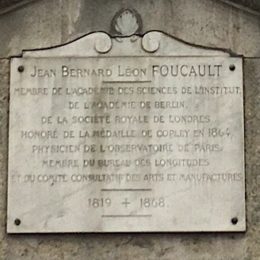 JEAN BERNARD LÉON FOUCAULT
MEMBRE DE L'ACADÉMIE DES SCIENCES DE L'INSTITUT,
DE L'ACADÉMIE DE BERLIN,
DE LA SOCIÉTÉ ROYALE DE LONDRES
HONORÉ DE LA MÉDAILLE DE COPLEY EN 1864,
PHYSICIEN DE L'OBSERVATOIRE DE PARIS,
MEMBRE DU BUREAU DES LONGITUDES
ET DU COMITÉ CONSULTATIF DES ARTS ET MANUFACTURES
1819 + 1868